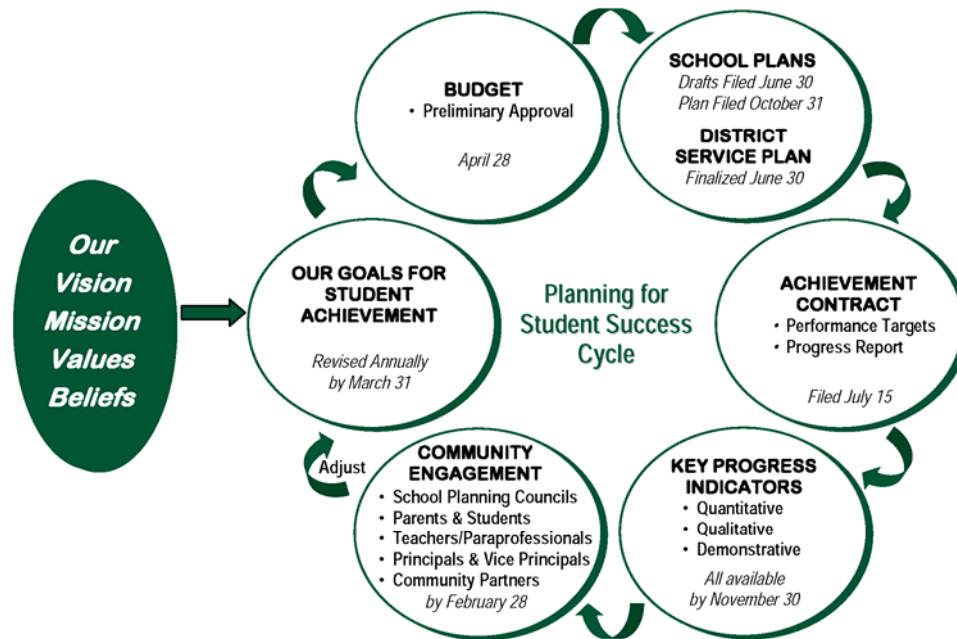 Our
Vision
Mission
Values
Beliefs
OUR GOALS FOR
STUDENT
ACHIEVEMENT
Revised Annually
by March 31
BUDGET
• Preliminary Approval
April 28
SCHOOL PLANS
Drafts Filed June 30
Plan Filed October 31
DISTRICT
SERVICE PLAN
Finalized June 30
ACHIEVEMENT
CONTRACT
• Performance Targets
• Progress Report
Filed July 15
KEY PROGRESS
INDICATORS
• Quantitative
• Qualitative
• Demonstrative
All available
by November 30
COMMUNITY
ENGAGEMENT
• School Planning Councils
• Parents & Students
• Teachers/Paraprofessionals
• Principals & Vice Principals
• Community Partners
by February 28
Adjust
Planning for
Student Success
Cycle